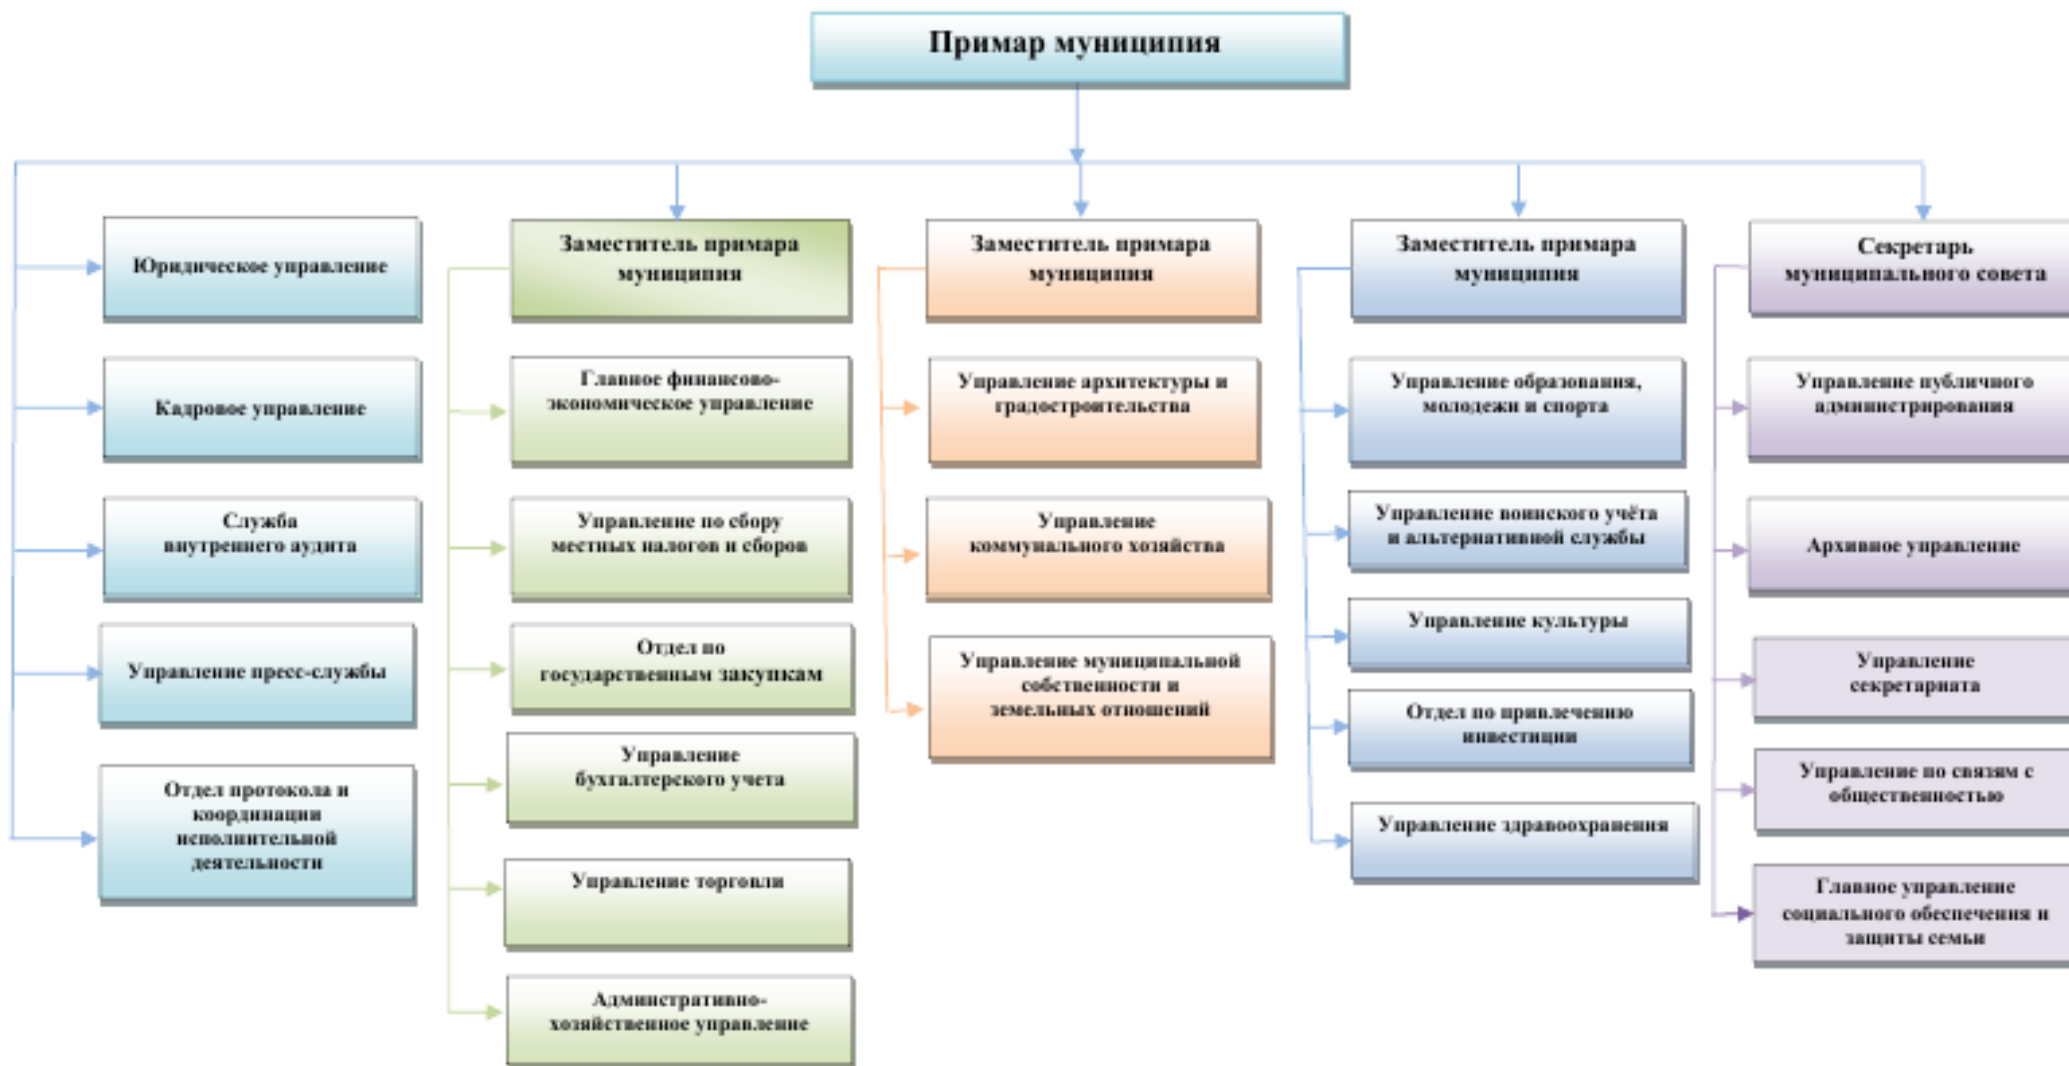 Примар муниципия
Юридическое управление
Кадровое управление
Служба
внутреннего аудита
Управление пресс-службы
Отдел протокола и
координации
исполнительной
деятельности
Заместитель примара
муниципия
Главное финансово-
экономическое управление
Управление по сбору
местных налогов и сборов
Отдел по
государственным закупкам
Управление
бухгалтерского учета
Управление торговли
Админстративно-
хозяйственное управление
Заместитель примара
муниципия
Управление архитектуры и
градостроительства
Управление
коммунального хозяйства
Управление муниципальной
собственности и
земельных отношений
Заместитель примара
муниципия
Управление образования,
молодежи и спорта
Управление воинского учёта
и альтернативной службы
Управление культуры
Отдел по привлечению
инвестиции
Управление здравоохранения
Секретарь
муниципального совета
Управление публичного
администрирования
Архивное управление
Управление
секретариата
Управление по связям с
общественностью
Главное управление
социального обеспечения и
защиты семьи